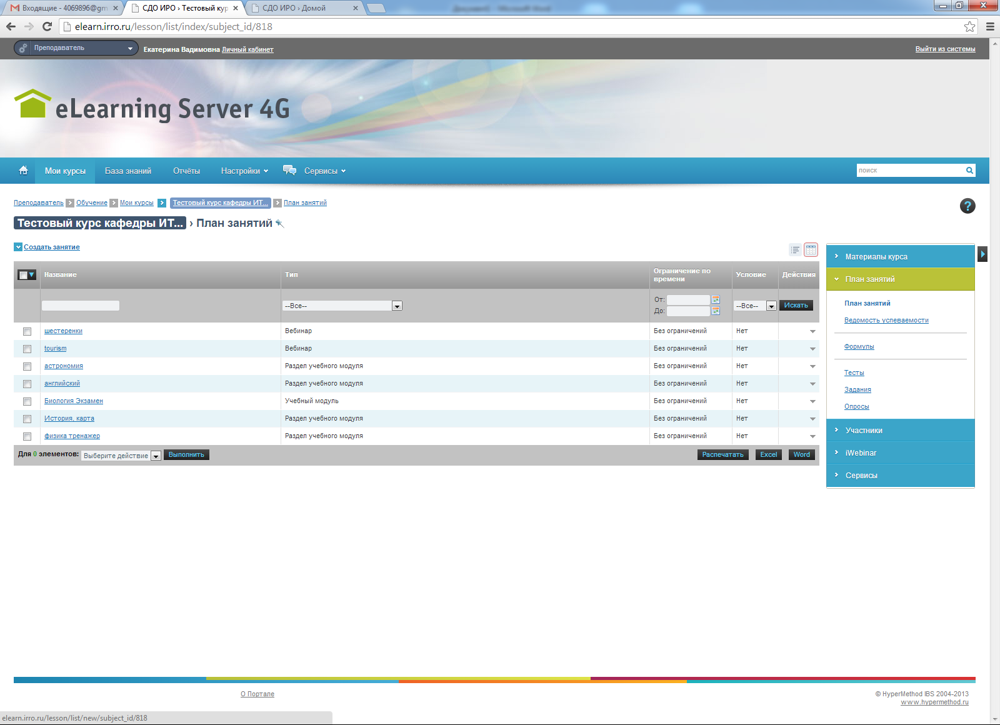 Входящие - 4069896@gm
СДО ИРО › Тестовый кур
СДО ИРО › Домой
elearn.irro.ru/lesson/list/index/subject_id/818
Преподаватель
Екатерина Вадимовна Личный кабинет
Выйти из системы
eLearning Server 4G
Мои курсы
База знаний
Отчёты
Настройки
Сервисы
поиск
Преподаватель Обучение Мои курсы Тестовый курс кафедры ИТ... План занятий
?
Тестовый курс кафедры ИТ... › План занятий
Создать занятие
Название Тип Ограничение по времени Условие Действия
--Все-- От: До: --Все-- Искать
шестеренки Вебинар Без ограничений Нет
tourism Вебинар Без ограничений Нет
астрономия Раздел учебного модуля Без ограничений Нет
английский Раздел учебного модуля Без ограничений Нет
Биология Экзамен Учебный модуль Без ограничений Нет
История, карта Раздел учебного модуля Без ограничений Нет
физика тренажер Раздел учебного модуля Без ограничений Нет
Для 0 элементов: Выберите действие Выполнить Распечатать Excel Word
Материалы курса
План занятий
План занятий
Ведомость успеваемости
Формулы
Тесты
Задания
Опросы
Участники
iWebinar
Сервисы
О Портале
© HyperMethod IBS 2004-2013
www.hypermethod.ru
elearn.irro.ru/lesson/list/new/subject_id/818